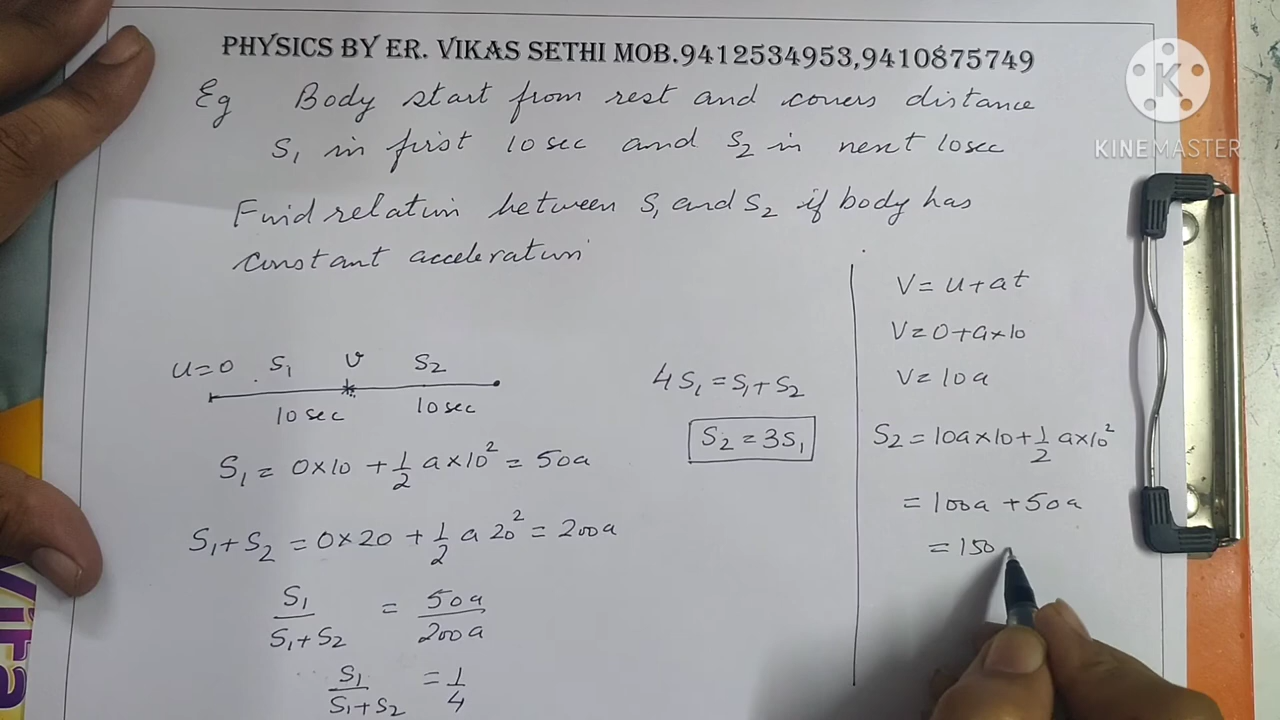 PHYSICS BY ER. VIKAS SETHI MOB.9412534953,9410875749
Eg Body start from rest and covers distance
S₁ in first 10 sec and S₂ in next 10 sec
Find relation between S₁ and S₂ if body has
constant acceleration
u=0 S₁ v S₂
10 sec 10 sec
S₁ = 0×10 + 1/2 a×10² = 50a
S₁+S₂ = 0×20 + 1/2 a 20² = 200a
S₁/S₁+S₂ = 50a/200a
S₁/S₁+S₂ = 1/4
4S₁ = S₁+S₂
S₂ = 3S₁
V = u+at
V = 0+a×10
V = 10a
S₂ = 10a×10+1/2 a×10²
= 100a + 50a
= 150
K
KINEMASTER
Vita